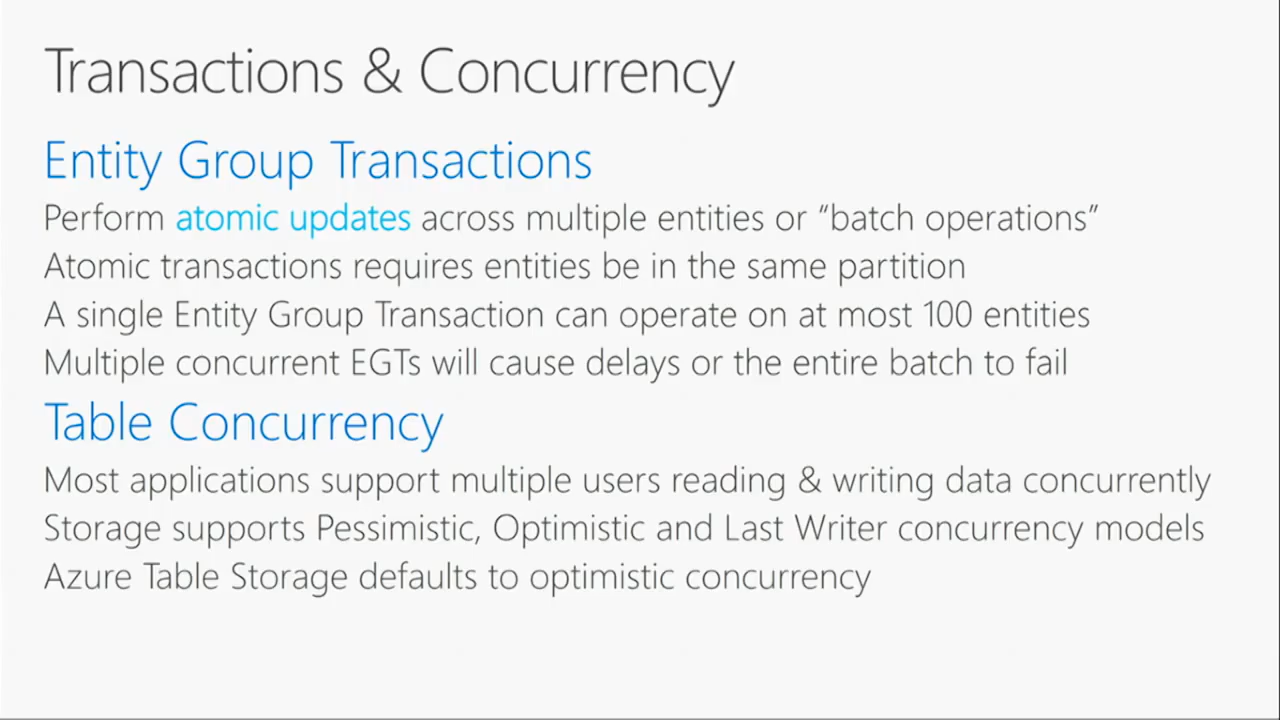 Transactions & Concurrency
Entity Group Transactions
Perform atomic updates across multiple entities or “batch operations”
Atomic transactions requires entities be in the same partition
A single Entity Group Transaction can operate on at most 100 entities
Multiple concurrent EGTs will cause delays or the entire batch to fail
Table Concurrency
Most applications support multiple users reading & writing data concurrently
Storage supports Pessimistic, Optimistic and Last Writer concurrency models
Azure Table Storage defaults to optimistic concurrency